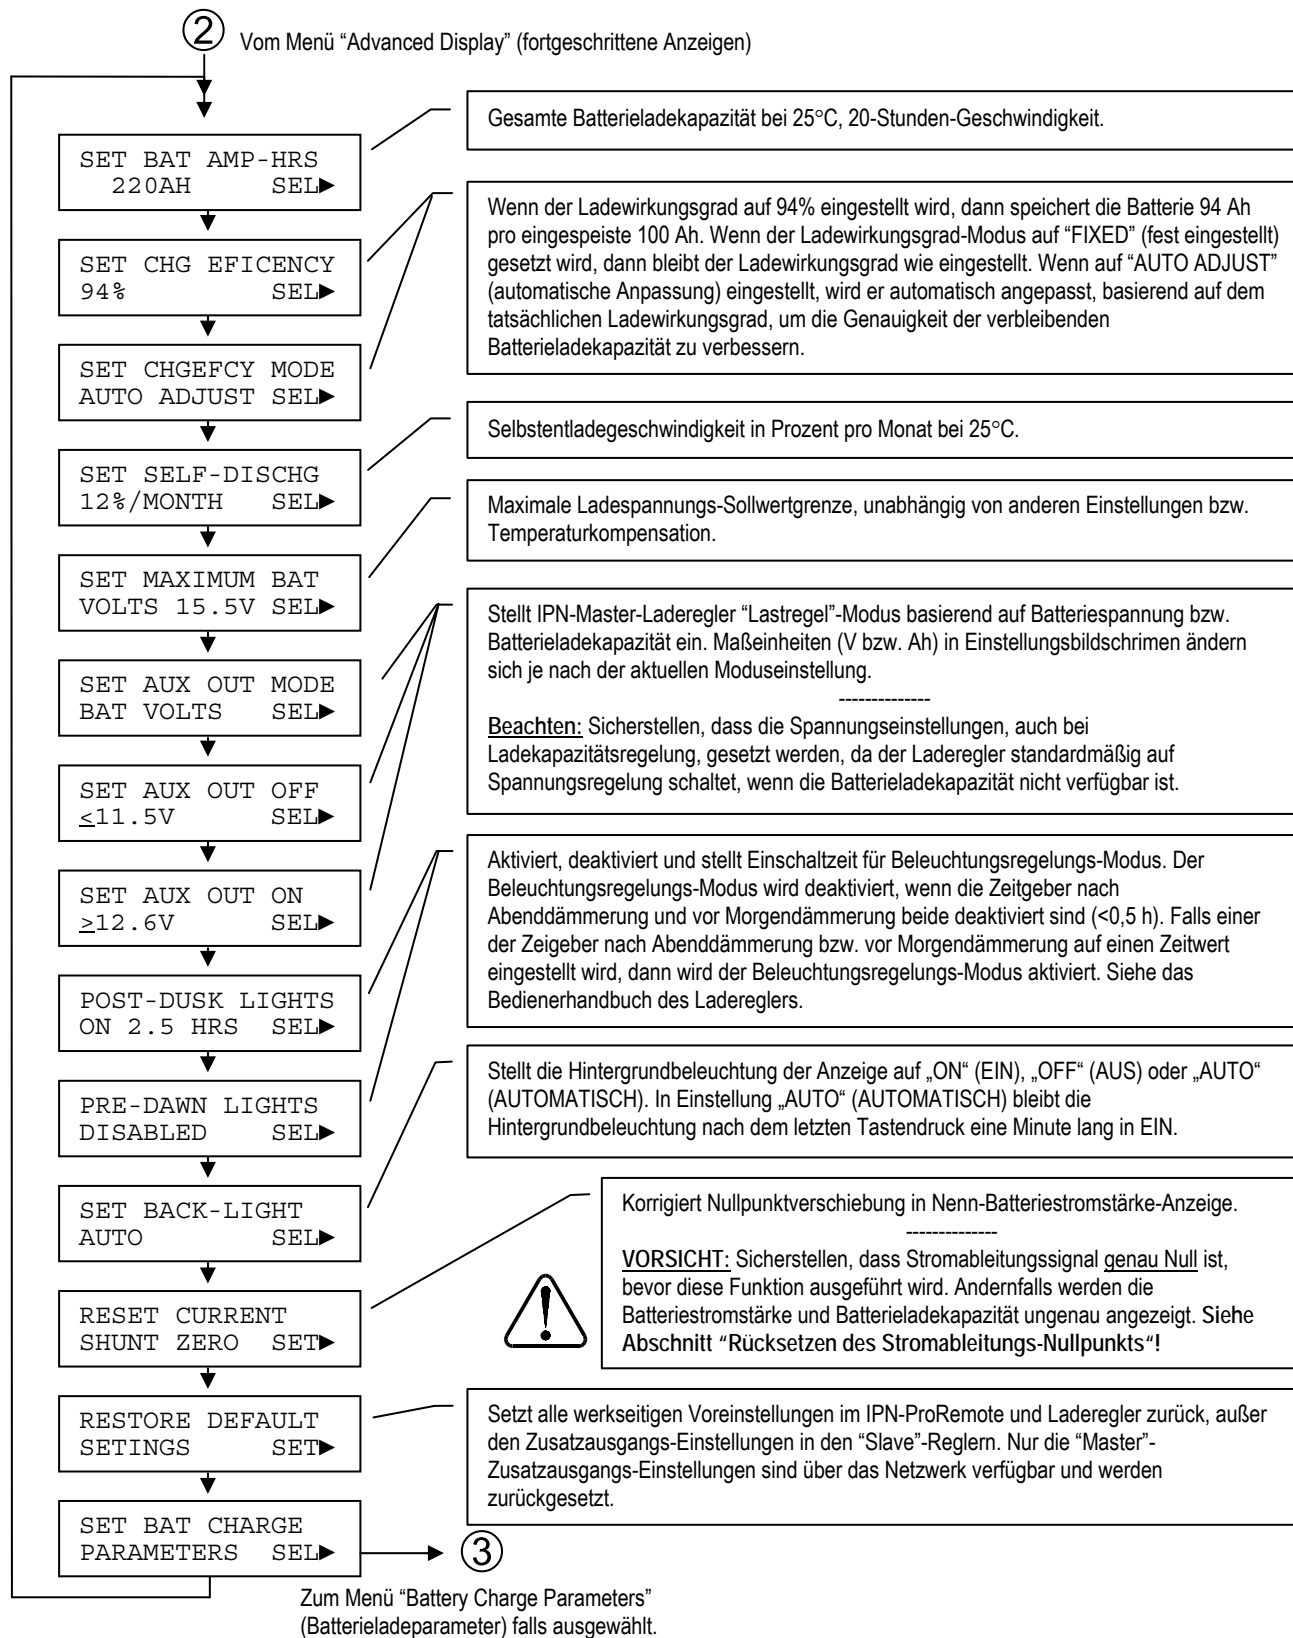 ② Vom Menü “Advanced Display” (fortgeschrittene Anzeigen)
SET BAT AMP-HRS
220AH SEL►
Gesamte Batterieladekapazität bei 25°C, 20-Stunden-Geschwindigkeit.
SET CHG EFICENCY
94% SEL►
SET CHGEFCY MODE
AUTO ADJUST SEL►
Wenn der Ladewirkungsgrad auf 94% eingestellt wird, dann speichert die Batterie 94 Ah
pro eingespeiste 100 Ah. Wenn der Ladewirkungsgrad-Modus auf “FIXED” (fest eingestellt)
gesetzt wird, dann bleibt der Ladewirkungsgrad wie eingestellt. Wenn auf “AUTO ADJUST”
(automatische Anpassung) eingestellt, wird er automatisch angepasst, basierend auf dem
tatsächlichen Ladewirkungsgrad, um die Genauigkeit der verbleibenden
Batterieladekapazität zu verbessern.
SET SELF-DISCHG
12%/MONTH SEL►
Selbstentladegeschwindigkeit in Prozent pro Monat bei 25°C.
SET MAXIMUM BAT
VOLTS 15.5V SEL►
Maximale Ladespannungs-Sollwertgrenze, unabhängig von anderen Einstellungen bzw.
Temperaturkompensation.
SET AUX OUT MODE
BAT VOLTS SEL►
SET AUX OUT OFF
≤11.5V SEL►
SET AUX OUT ON
≥12.6V SEL►
Stellt IPN-Master-Laderegler “Lastregel”-Modus basierend auf Batteriespannung bzw.
Batterieladekapazität ein. Maßeinheiten (V bzw. Ah) in Einstellungsbildschrimen ändern
sich je nach der aktuellen Moduseinstellung.
--------------
Beachten: Sicherstellen, dass die Spannungseinstellungen, auch bei
Ladekapazitätsregelung, gesetzt werden, da der Laderegler standardmäßig auf
Spannungsregelung schaltet, wenn die Batterieladekapazität nicht verfügbar ist.
POST-DUSK LIGHTS
ON 2.5 HRS SEL►
PRE-DAWN LIGHTS
DISABLED SEL►
Aktiviert, deaktiviert und stellt Einschaltzeit für Beleuchtungsregelungs-Modus. Der
Beleuchtungsregelungs-Modus wird deaktiviert, wenn die Zeitgeber nach
Abenddämmerung und vor Morgendämmerung beide deaktiviert sind (<0,5 h). Falls einer
der Zeigeber nach Abenddämmerung bzw. vor Morgendämmerung auf einen Zeitwert
eingestellt wird, dann wird der Beleuchtungsregelungs-Modus aktiviert. Siehe das
Bedienerhandbuch des Ladereglers.
SET BACK-LIGHT
AUTO SEL►
Stellt die Hintergrundbeleuchtung der Anzeige auf „ON“ (EIN), „OFF“ (AUS) oder „AUTO“
(AUTOMATISCH). In Einstellung „AUTO“ (AUTOMATISCH) bleibt die
Hintergrundbeleuchtung nach dem letzten Tastendruck eine Minute lang in EIN.
RESET CURRENT
SHUNT ZERO SET►
Korrigiert Nullpunktverschiebung in Nenn-Batteriestromstärke-Anzeige.
--------------
VORSICHT: Sicherstellen, dass Stromableitungssignal genau Null ist,
bevor diese Funktion ausgeführt wird. Andernfalls werden die
Batteriestromstärke und Batterieladekapazität ungenau angezeigt. Siehe
Abschnitt “Rücksetzen des Stromableitungs-Nullpunkts“!
RESTORE DEFAULT
SETINGS SET►
Setzt alle werkseitigen Voreinstellungen im IPN-ProRemote und Laderegler zurück, außer
den Zusatzausgangs-Einstellungen in den “Slave”-Reglern. Nur die “Master”-
Zusatzausgangs-Einstellungen sind über das Netzwerk verfügbar und werden
zurückgesetzt.
SET BAT CHARGE
PARAMETERS SEL►
③
Zum Menü “Battery Charge Parameters”
(Batterieladeparameter) falls ausgewählt.